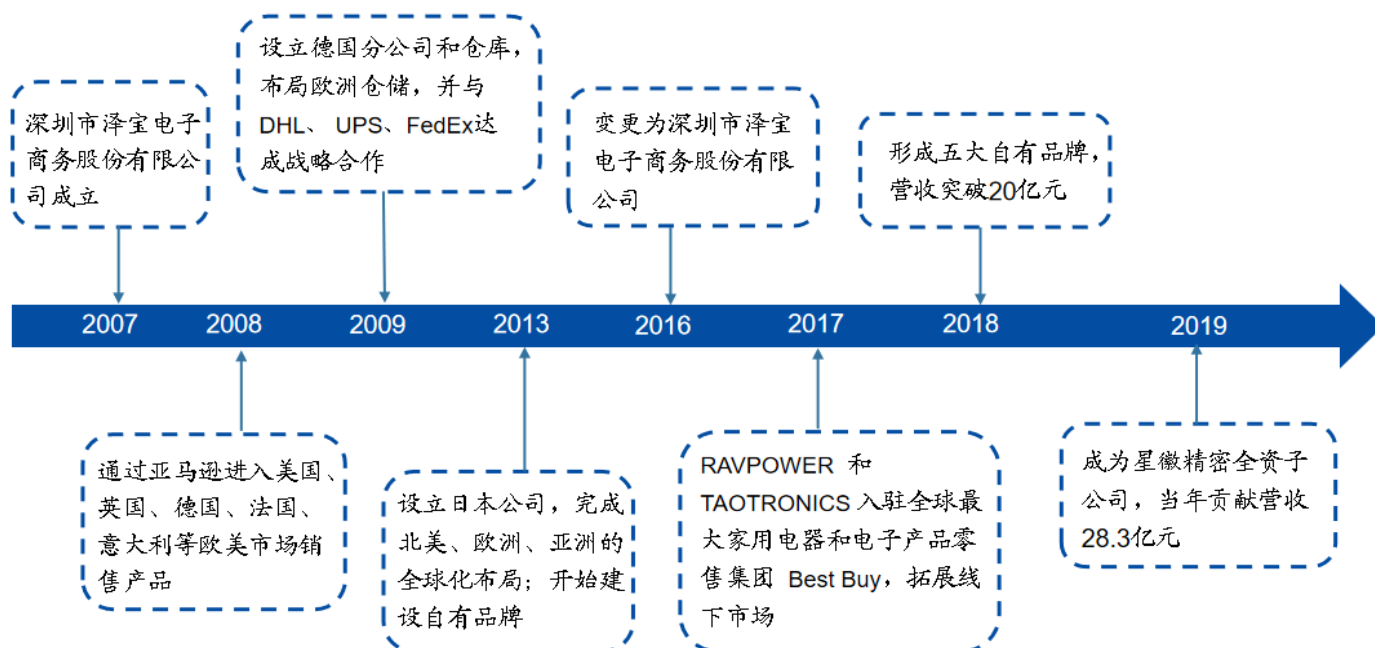 设立德国分公司和仓库，
布局欧洲仓储，并与
DHL、 UPS、FedEx达
成战略合作
深圳市泽宝电子
商务股份有限公
司成立
变更为深圳市泽宝
电子商务股份有限
公司
形成五大自有品牌，
营收突破20亿元
2007
2008
2009
2013
2016
2017
2018
2019
通过亚马逊进入美国、
英国、德国、法国、
意大利等欧美市场销
售产品
设立日本公司，完成
北美、欧洲、亚洲的
全球化布局；开始建
设自有品牌
RAVPOWER 和
TAOTRONICS 入驻全球最
大家用电器和电子产品零
售集团 Best Buy，拓展线
下市场
成为星徽精密全资子
公司，当年贡献营收
28.3亿元